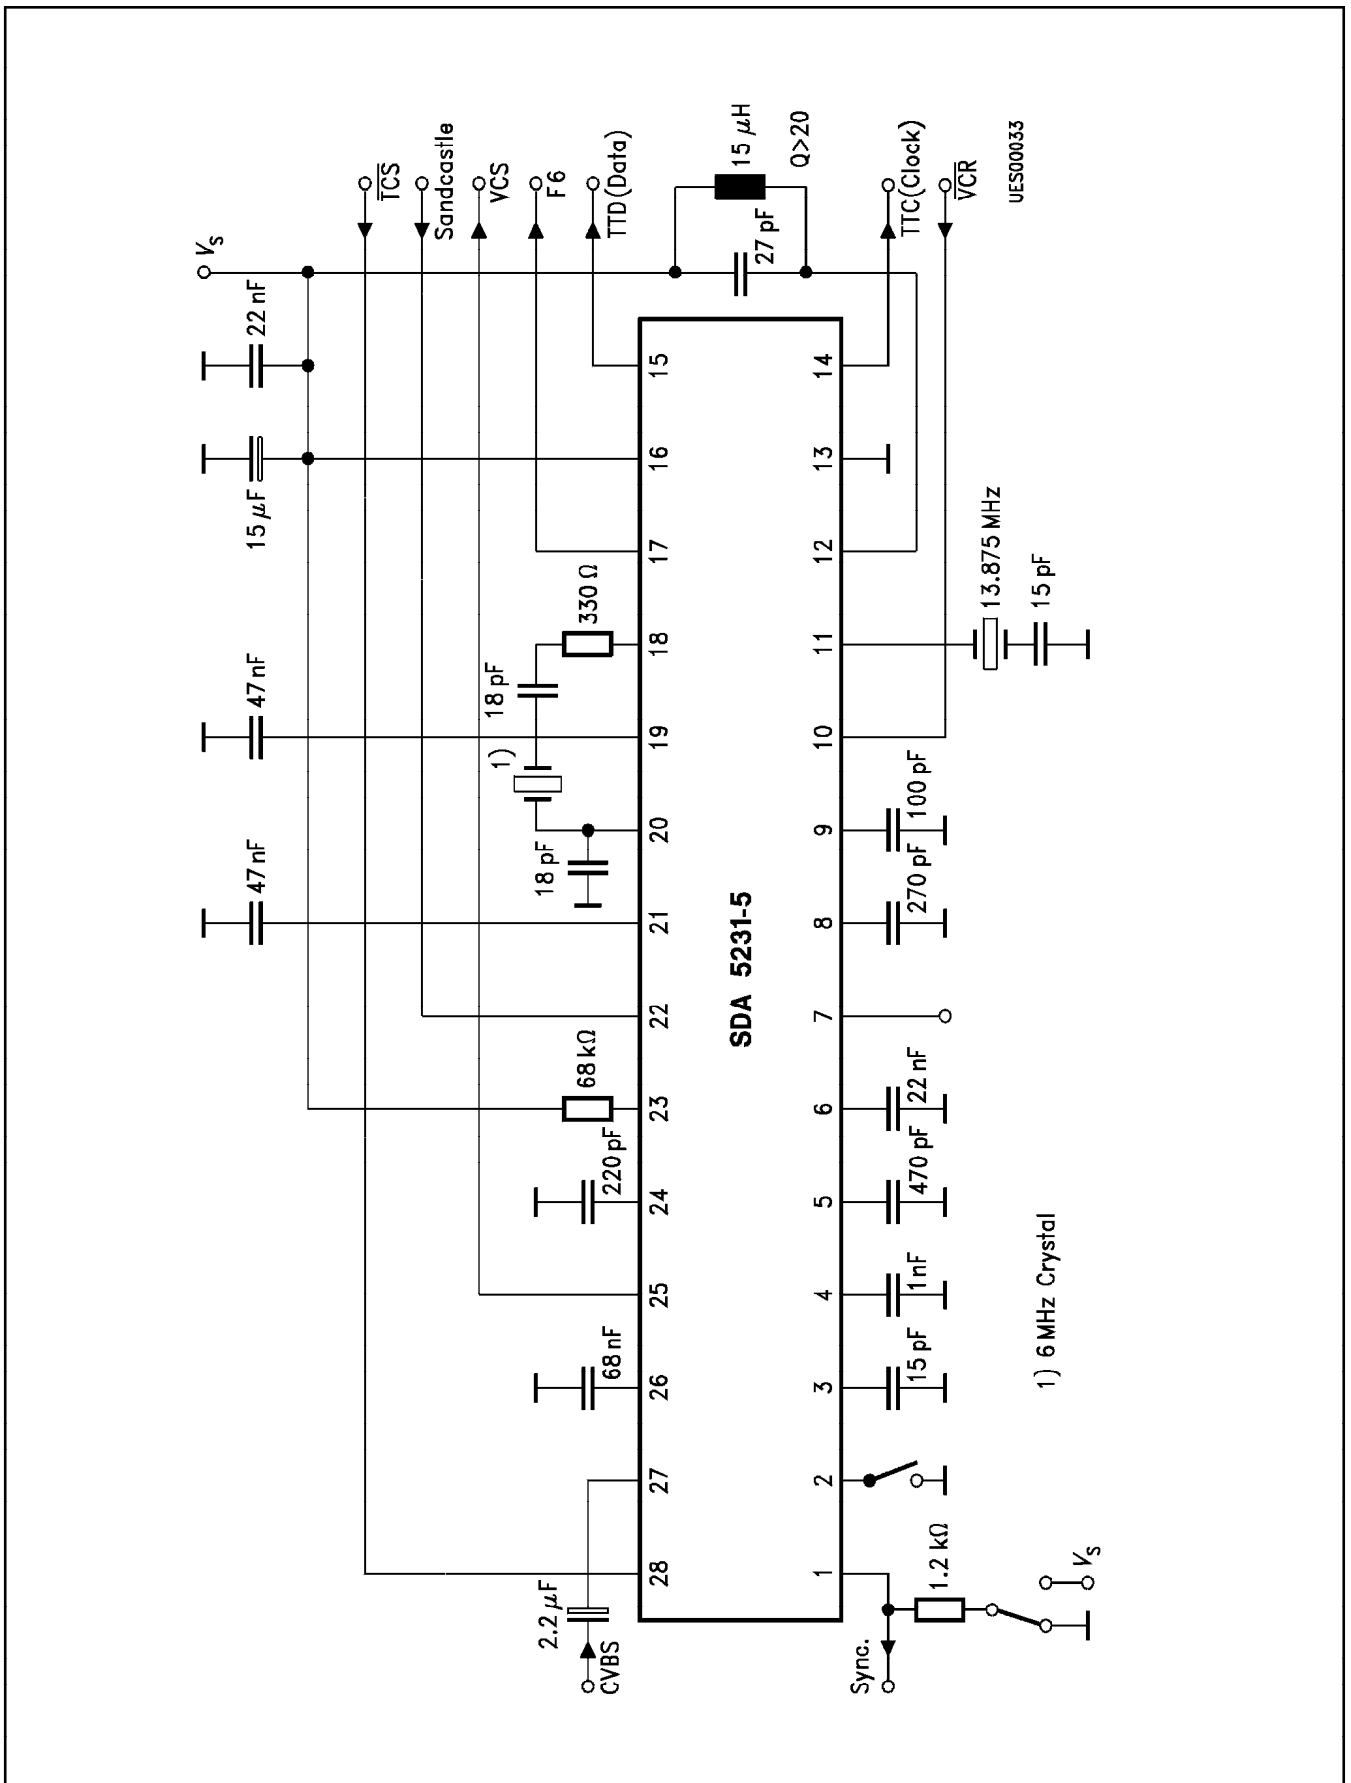 TCS
Sandcastle
VCS
F6
TTD (Data)
VS
22 nF
15 µF
47 nF
47 nF
15 µH
Q>20
27 pF
TTC (Clock)
VCR
UES00033
330 Ω
18 pF
1)
18 pF
68 kΩ
220 pF
68 nF
2.2 µF
CVBS
28
27
26
25
24
23
22
21
20
19
18
17
16
15
SDA 5231-5
1
2
3
4
5
6
7
8
9
10
11
12
13
14
Sync.
1.2 kΩ
VS
15 pF
1 nF
470 pF
22 nF
270 pF
100 pF
13.875 MHz
15 pF
1) 6 MHz Crystal